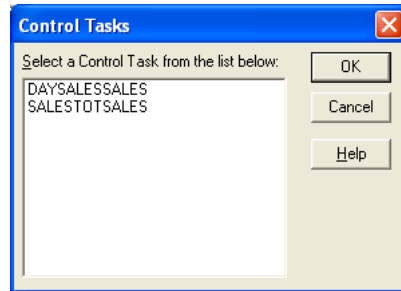 Control Tasks
Select a Control Task from the list below:
DAYSALESSALES
SALESTOTSALES
OK
Cancel
Help